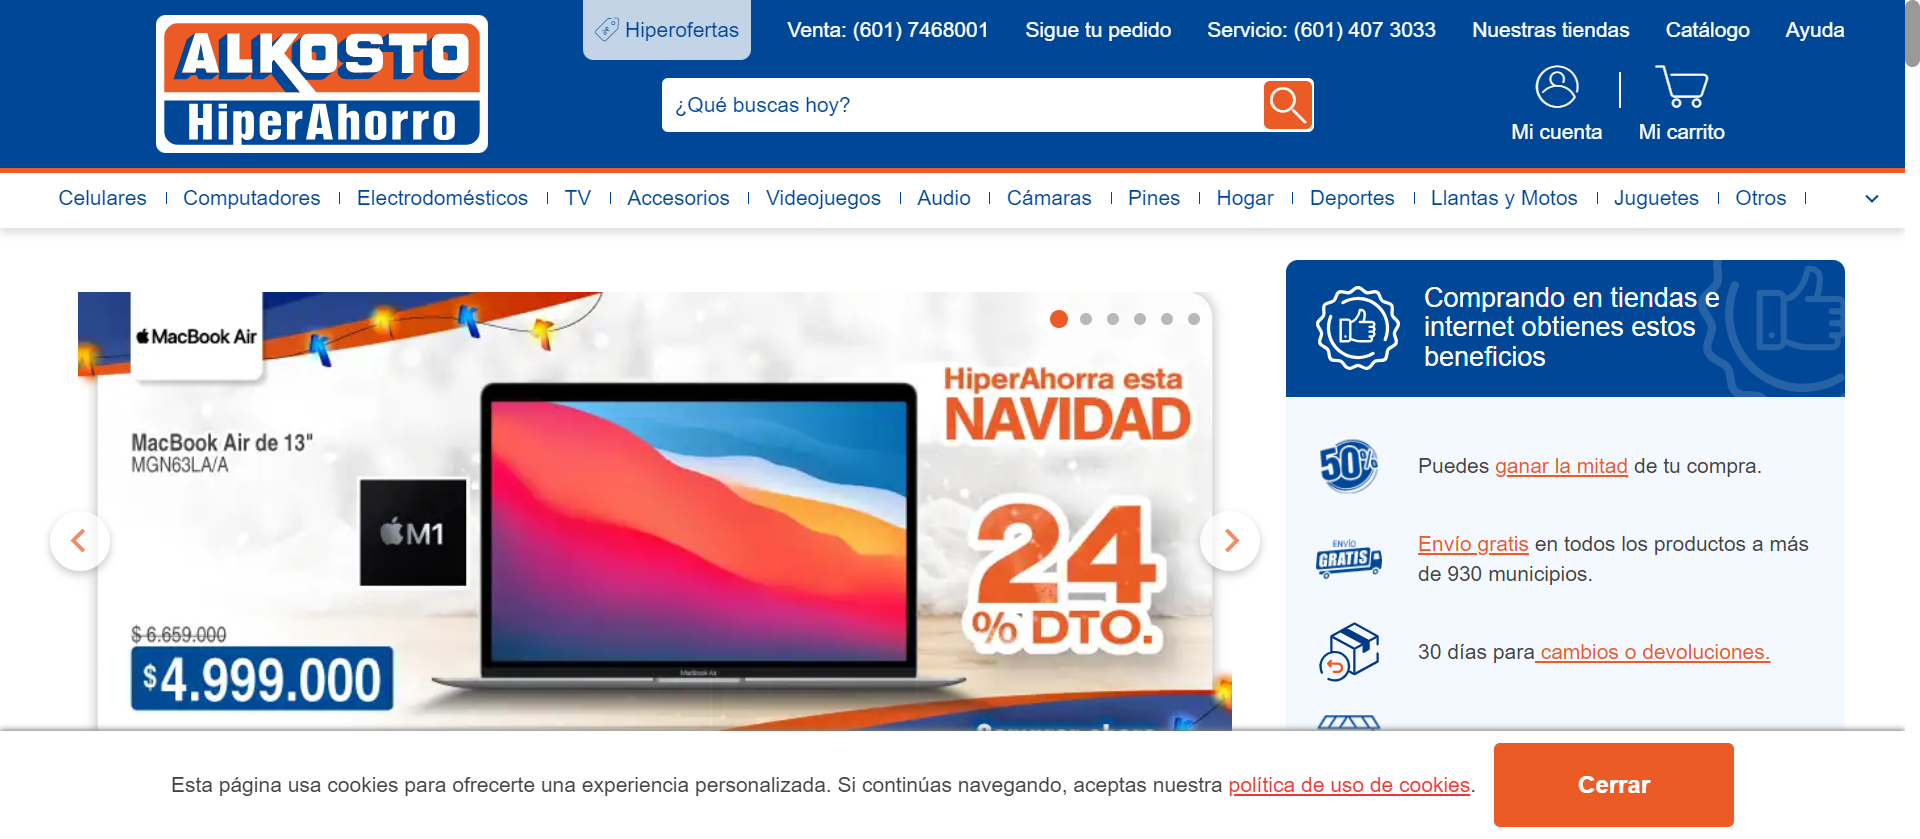 Hiperofertas
Venta: (601) 7468001
Sigue tu pedido
Servicio: (601) 407 3033
Nuestras tiendas
Catálogo
Ayuda
ALKOSTO
HiperAhorro
¿Qué buscas hoy?
Mi cuenta
Mi carrito
Celulares
Computadores
Electrodomésticos
TV
Accesorios
Videojuegos
Audio
Cámaras
Pines
Hogar
Deportes
Llantas y Motos
Juguetes
Otros
MacBook Air
MacBook Air de 13"
MGN63LA/A
M1
$ 6.659.000
$4.999.000
MacBook Air
HiperAhorra esta
NAVIDAD
24
% DTO.
Comprando en tiendas e
internet obtienes estos
beneficios
50%
Puedes ganar la mitad de tu compra.
ENVÍO
GRATIS
Envío gratis en todos los productos a más
de 930 municipios.
30 días para cambios o devoluciones.
Esta página usa cookies para ofrecerte una experiencia personalizada. Si continúas navegando, aceptas nuestra política de uso de cookies.
Cerrar